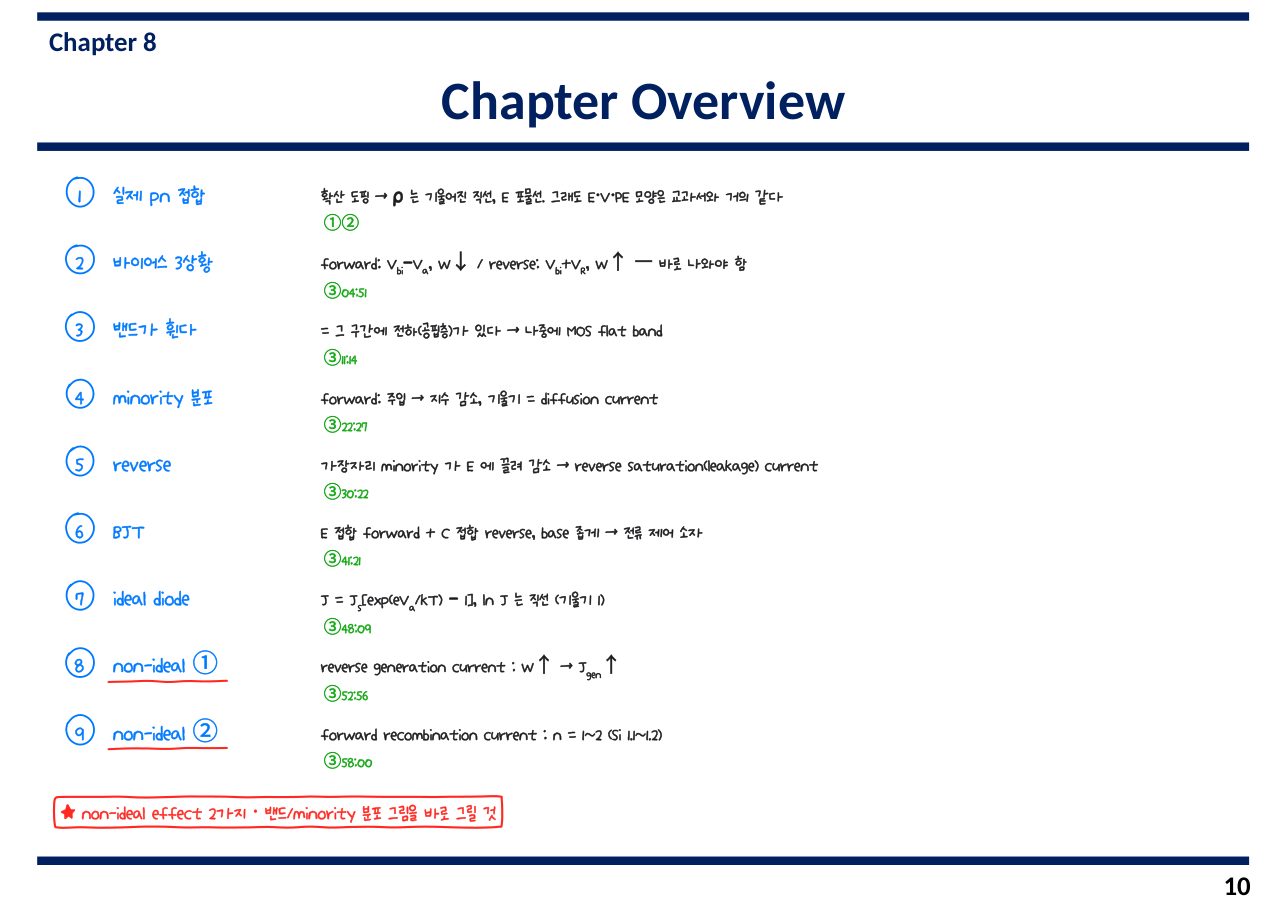 Chapter 8
Chapter Overview
① 실제 pn 접합 확산 도핑 → ρ 는 기울어진 직선, E 포물선. 그래도 E·V·PE 모양은 교과서와 거의 같다
①②
② 바이어스 3상황 forward: Vbi−Va, W↓ / reverse: Vbi+VR, W↑ — 바로 나와야 함
③04:51
③ 밴드가 휜다 = 그 구간에 전하(공핍층)가 있다 → 나중에 MOS flat band
③11:14
④ minority 분포 forward: 주입 → 지수 감소, 기울기 = diffusion current
③22:27
⑤ reverse 가장자리 minority 가 E 에 끌려 감소 → reverse saturation(leakage) current
③30:22
⑥ BJT E 접합 forward + C 접합 reverse, base 좁게 → 전류 제어 소자
③41:21
⑦ ideal diode J = Js[exp(eVa/kT) − 1], ln J 는 직선 (기울기 1)
③48:09
⑧ non-ideal ① reverse generation current : W↑ → Jgen↑
③52:56
⑨ non-ideal ② forward recombination current : n = 1~2 (Si 1.1~1.2)
③58:00
★ non-ideal effect 2가지 · 밴드/minority 분포 그림을 바로 그릴 것
10